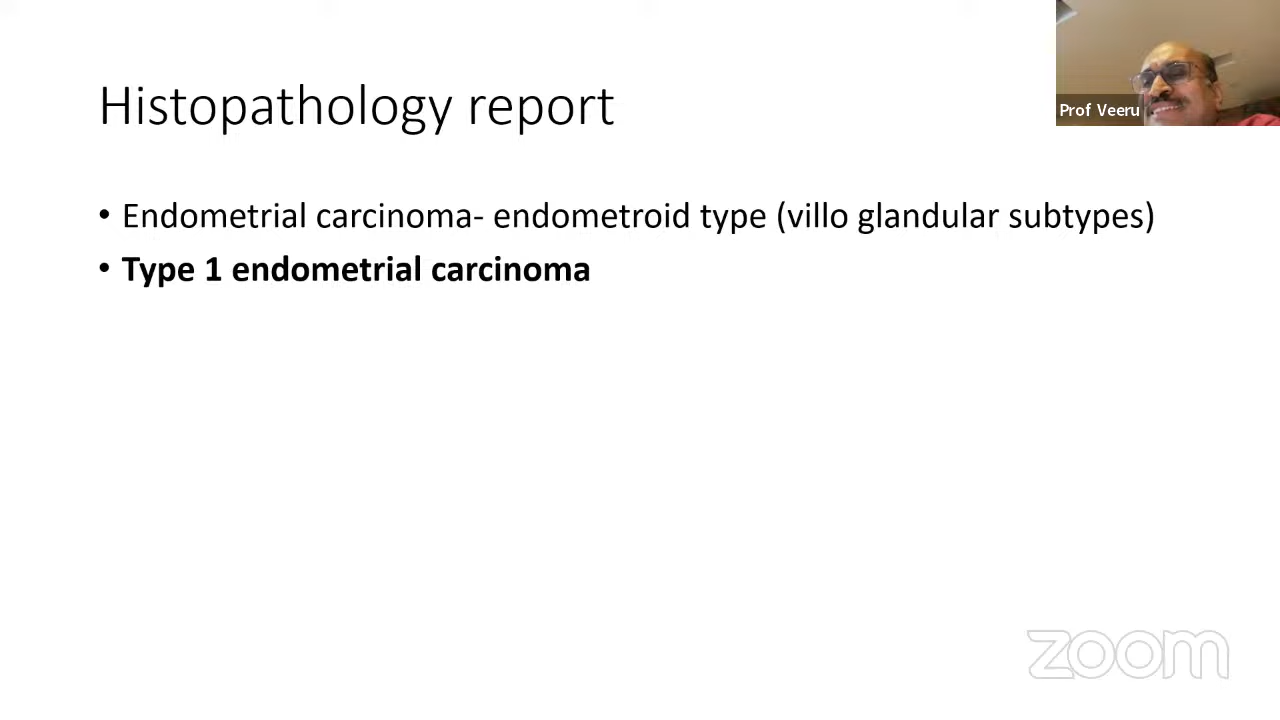 Histopathology report
Prof Veeru
• Endometrial carcinoma- endometroid type (villo glandular subtypes)
• Type 1 endometrial carcinoma
zoom